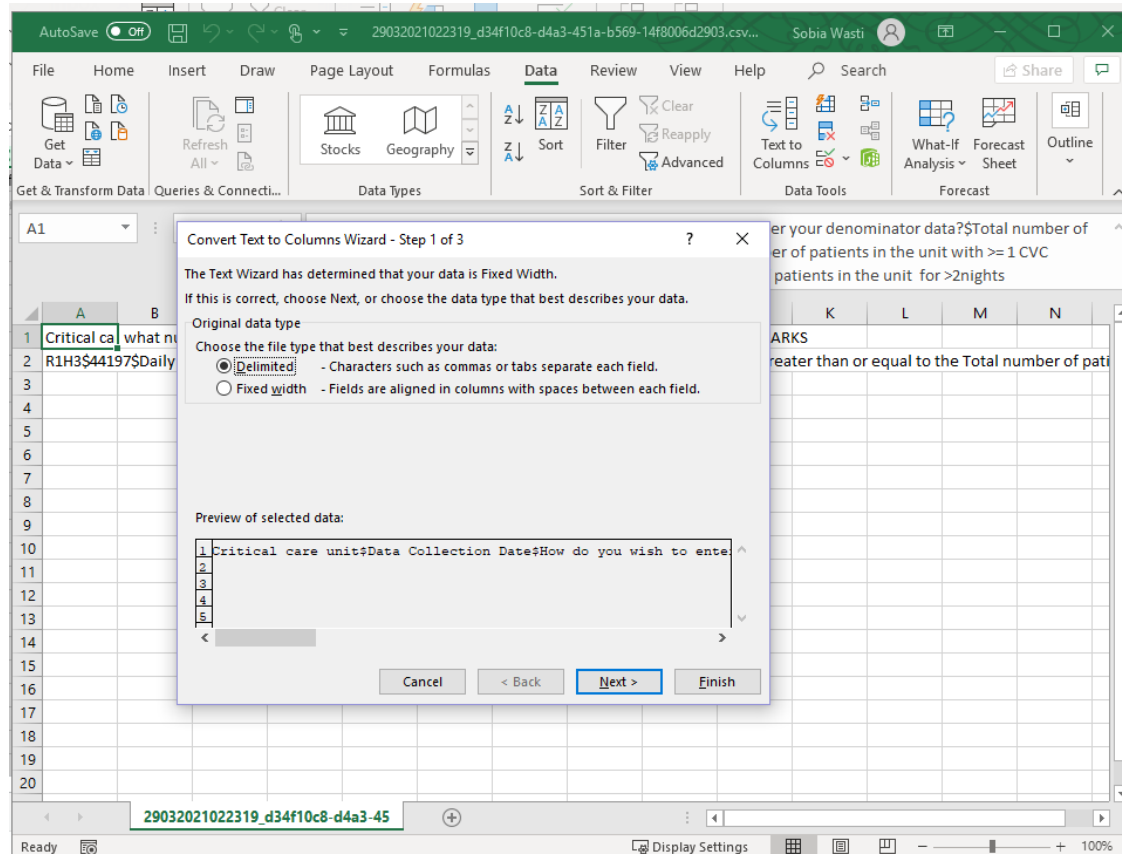 AutoSave Off 29032021022319_d34f10c8-d4a3-451a-b569-14f8006d2903.csv... Sobia Wasti
File Home Insert Draw Page Layout Formulas Data Review View Help Search Share
Get Data
Refresh All
Stocks Geography
Sort
Filter
Clear
Reapply
Advanced
Text to Columns
What-If Analysis
Forecast Sheet
Outline
Get & Transform Data Queries & Connecti... Data Types Sort & Filter Data Tools Forecast
A1
er your denominator data?$Total number of
er of patients in the unit with >= 1 CVC
patients in the unit for >2nights
Convert Text to Columns Wizard - Step 1 of 3 ?
The Text Wizard has determined that your data is Fixed Width.
If this is correct, choose Next, or choose the data type that best describes your data.
Original data type
Choose the file type that best describes your data:
Delimited - Characters such as commas or tabs separate each field.
Fixed width - Fields are aligned in columns with spaces between each field.
Preview of selected data:
1 Critical care unit$Data Collection Date$How do you wish to enter
2
3
4
5
Cancel < Back Next > Finish
A B K L M N
1 Critical ca what nu ARKS
2 R1H3$44197$Daily reater than or equal to the Total number of pati
3
4
5
6
7
8
9
10
11
12
13
14
15
16
17
18
19
20
29032021022319_d34f10c8-d4a3-45
Ready Display Settings 100%